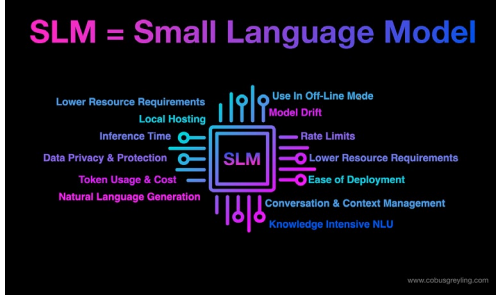 SLM = Small Language Model
Lower Resource Requirements
Use In Off-Line Mode
Local Hosting
Model Drift
Inference Time
Rate Limits
Data Privacy & Protection
SLM
Lower Resource Requirements
Token Usage & Cost
Ease of Deployment
Natural Language Generation
Conversation & Context Management
Knowledge Intensive NLU
www.cobusgreyling.com